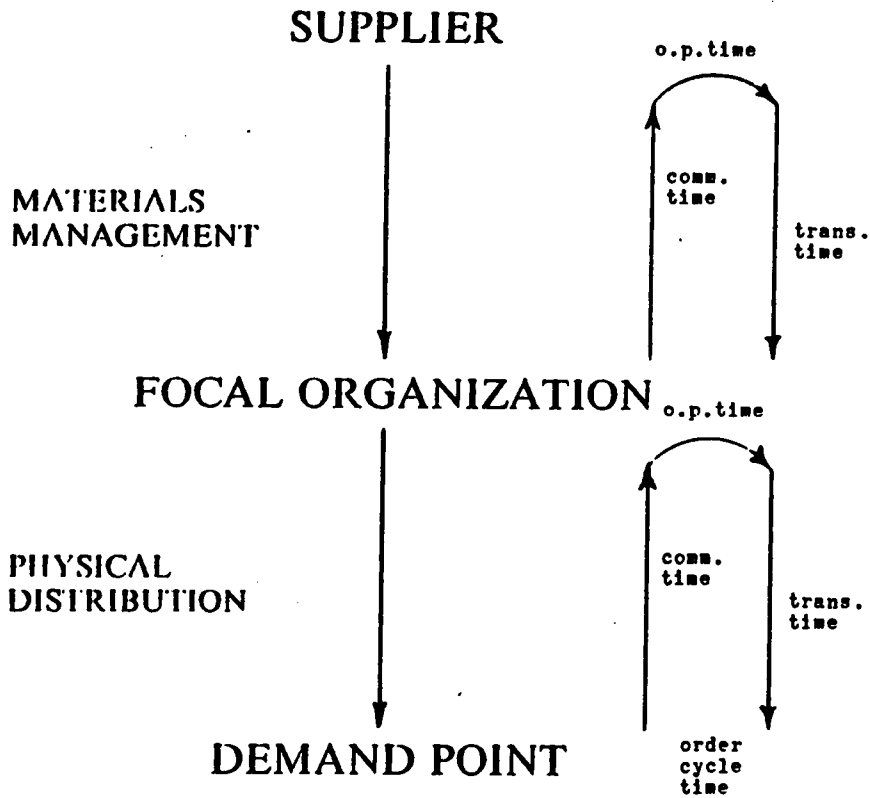 SUPPLIER
o.p.time
comm.
time
MATERIALS
MANAGEMENT
trans.
time
FOCAL ORGANIZATION
o.p.time
comm.
time
PHYSICAL
DISTRIBUTION
trans.
time
DEMAND POINT
order
cycle
time